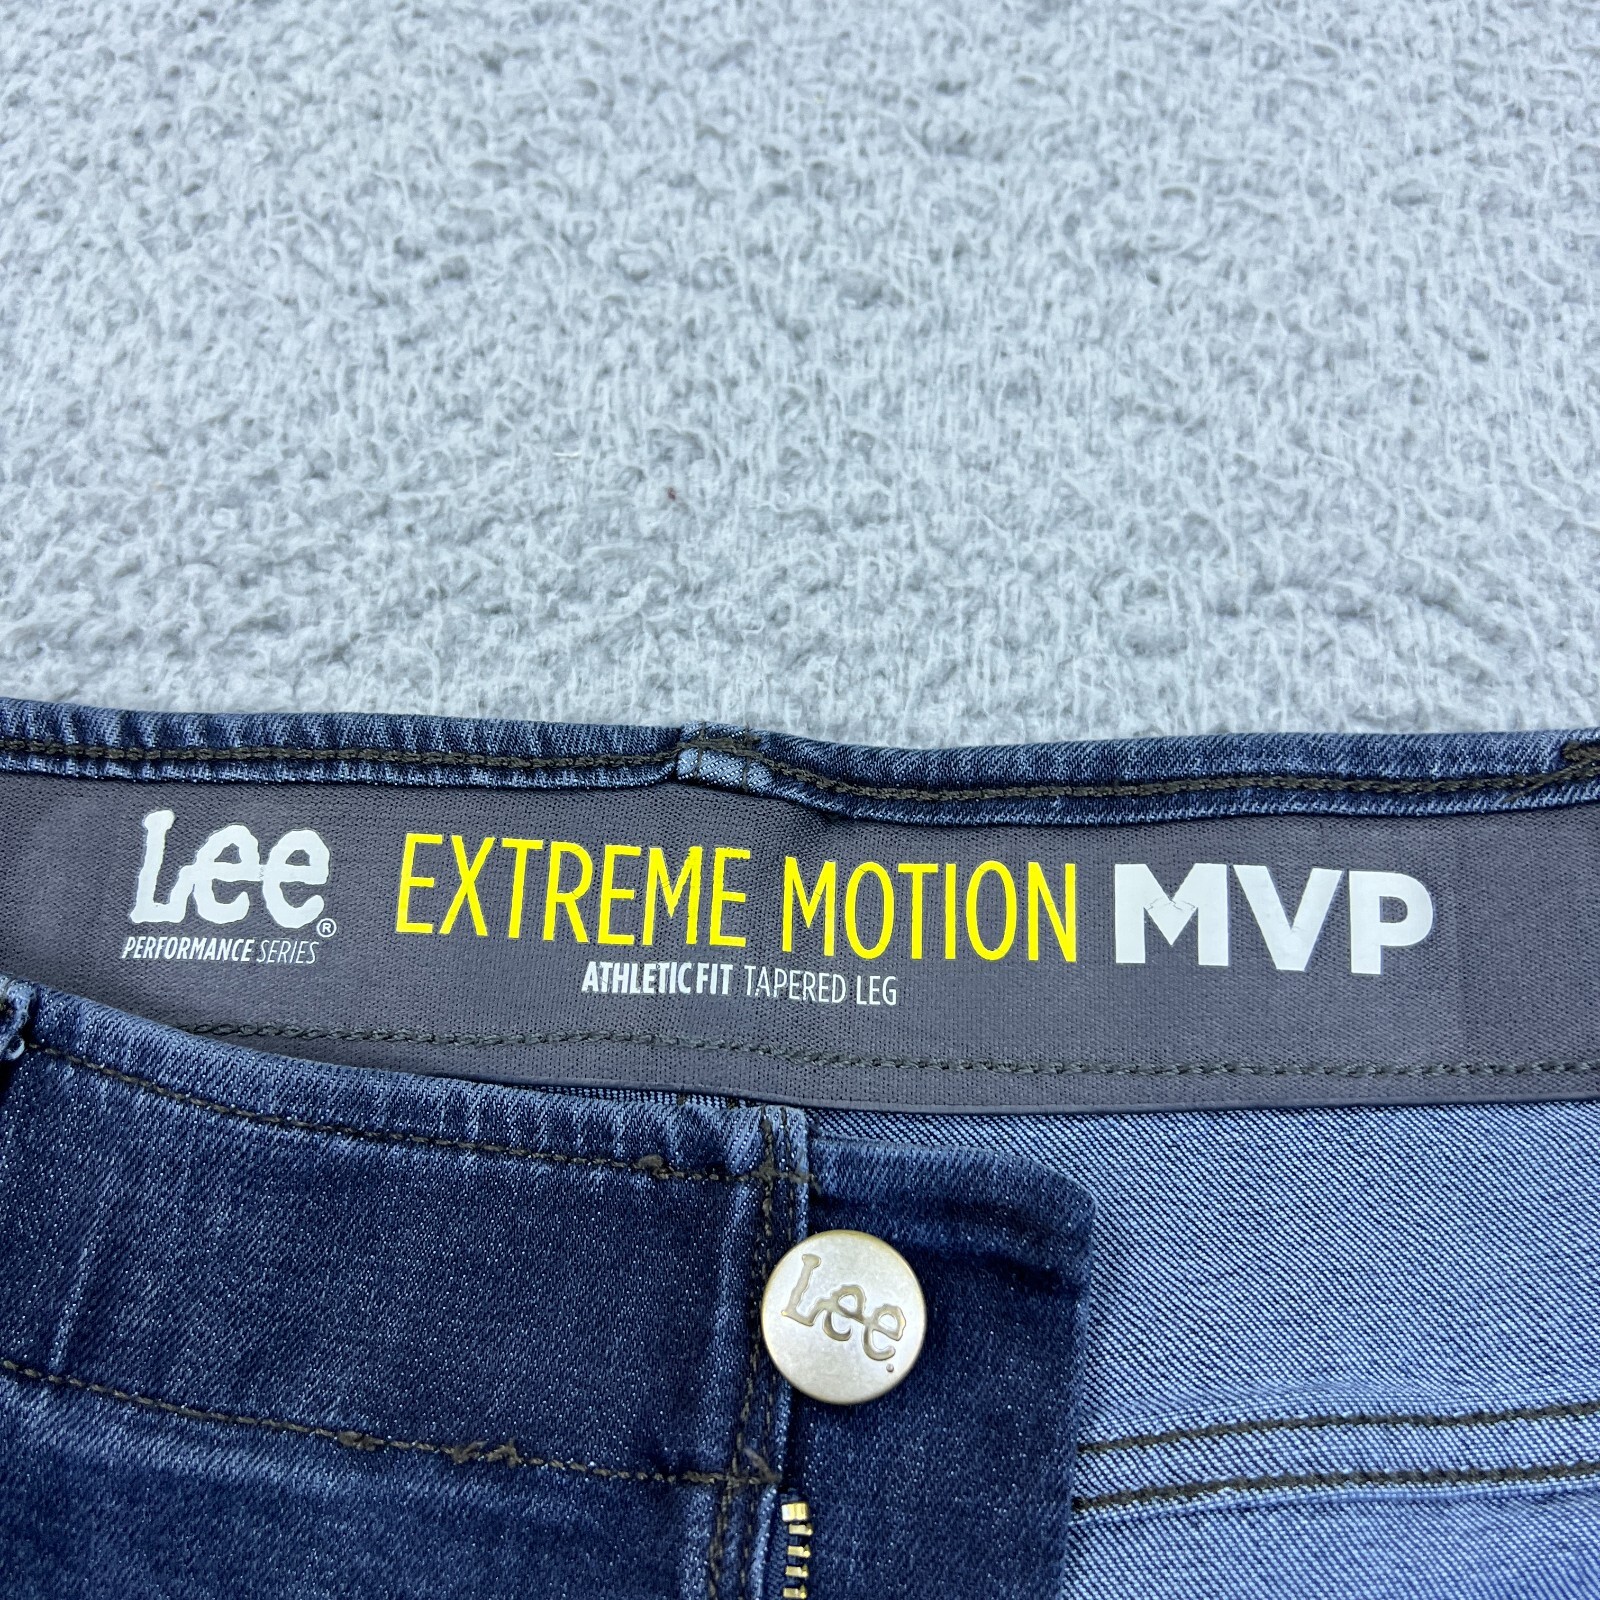 Lee® EXTREME MOTION MVP
PERFORMANCE SERIES
ATHLETIC FIT TAPERED LEG
Lee